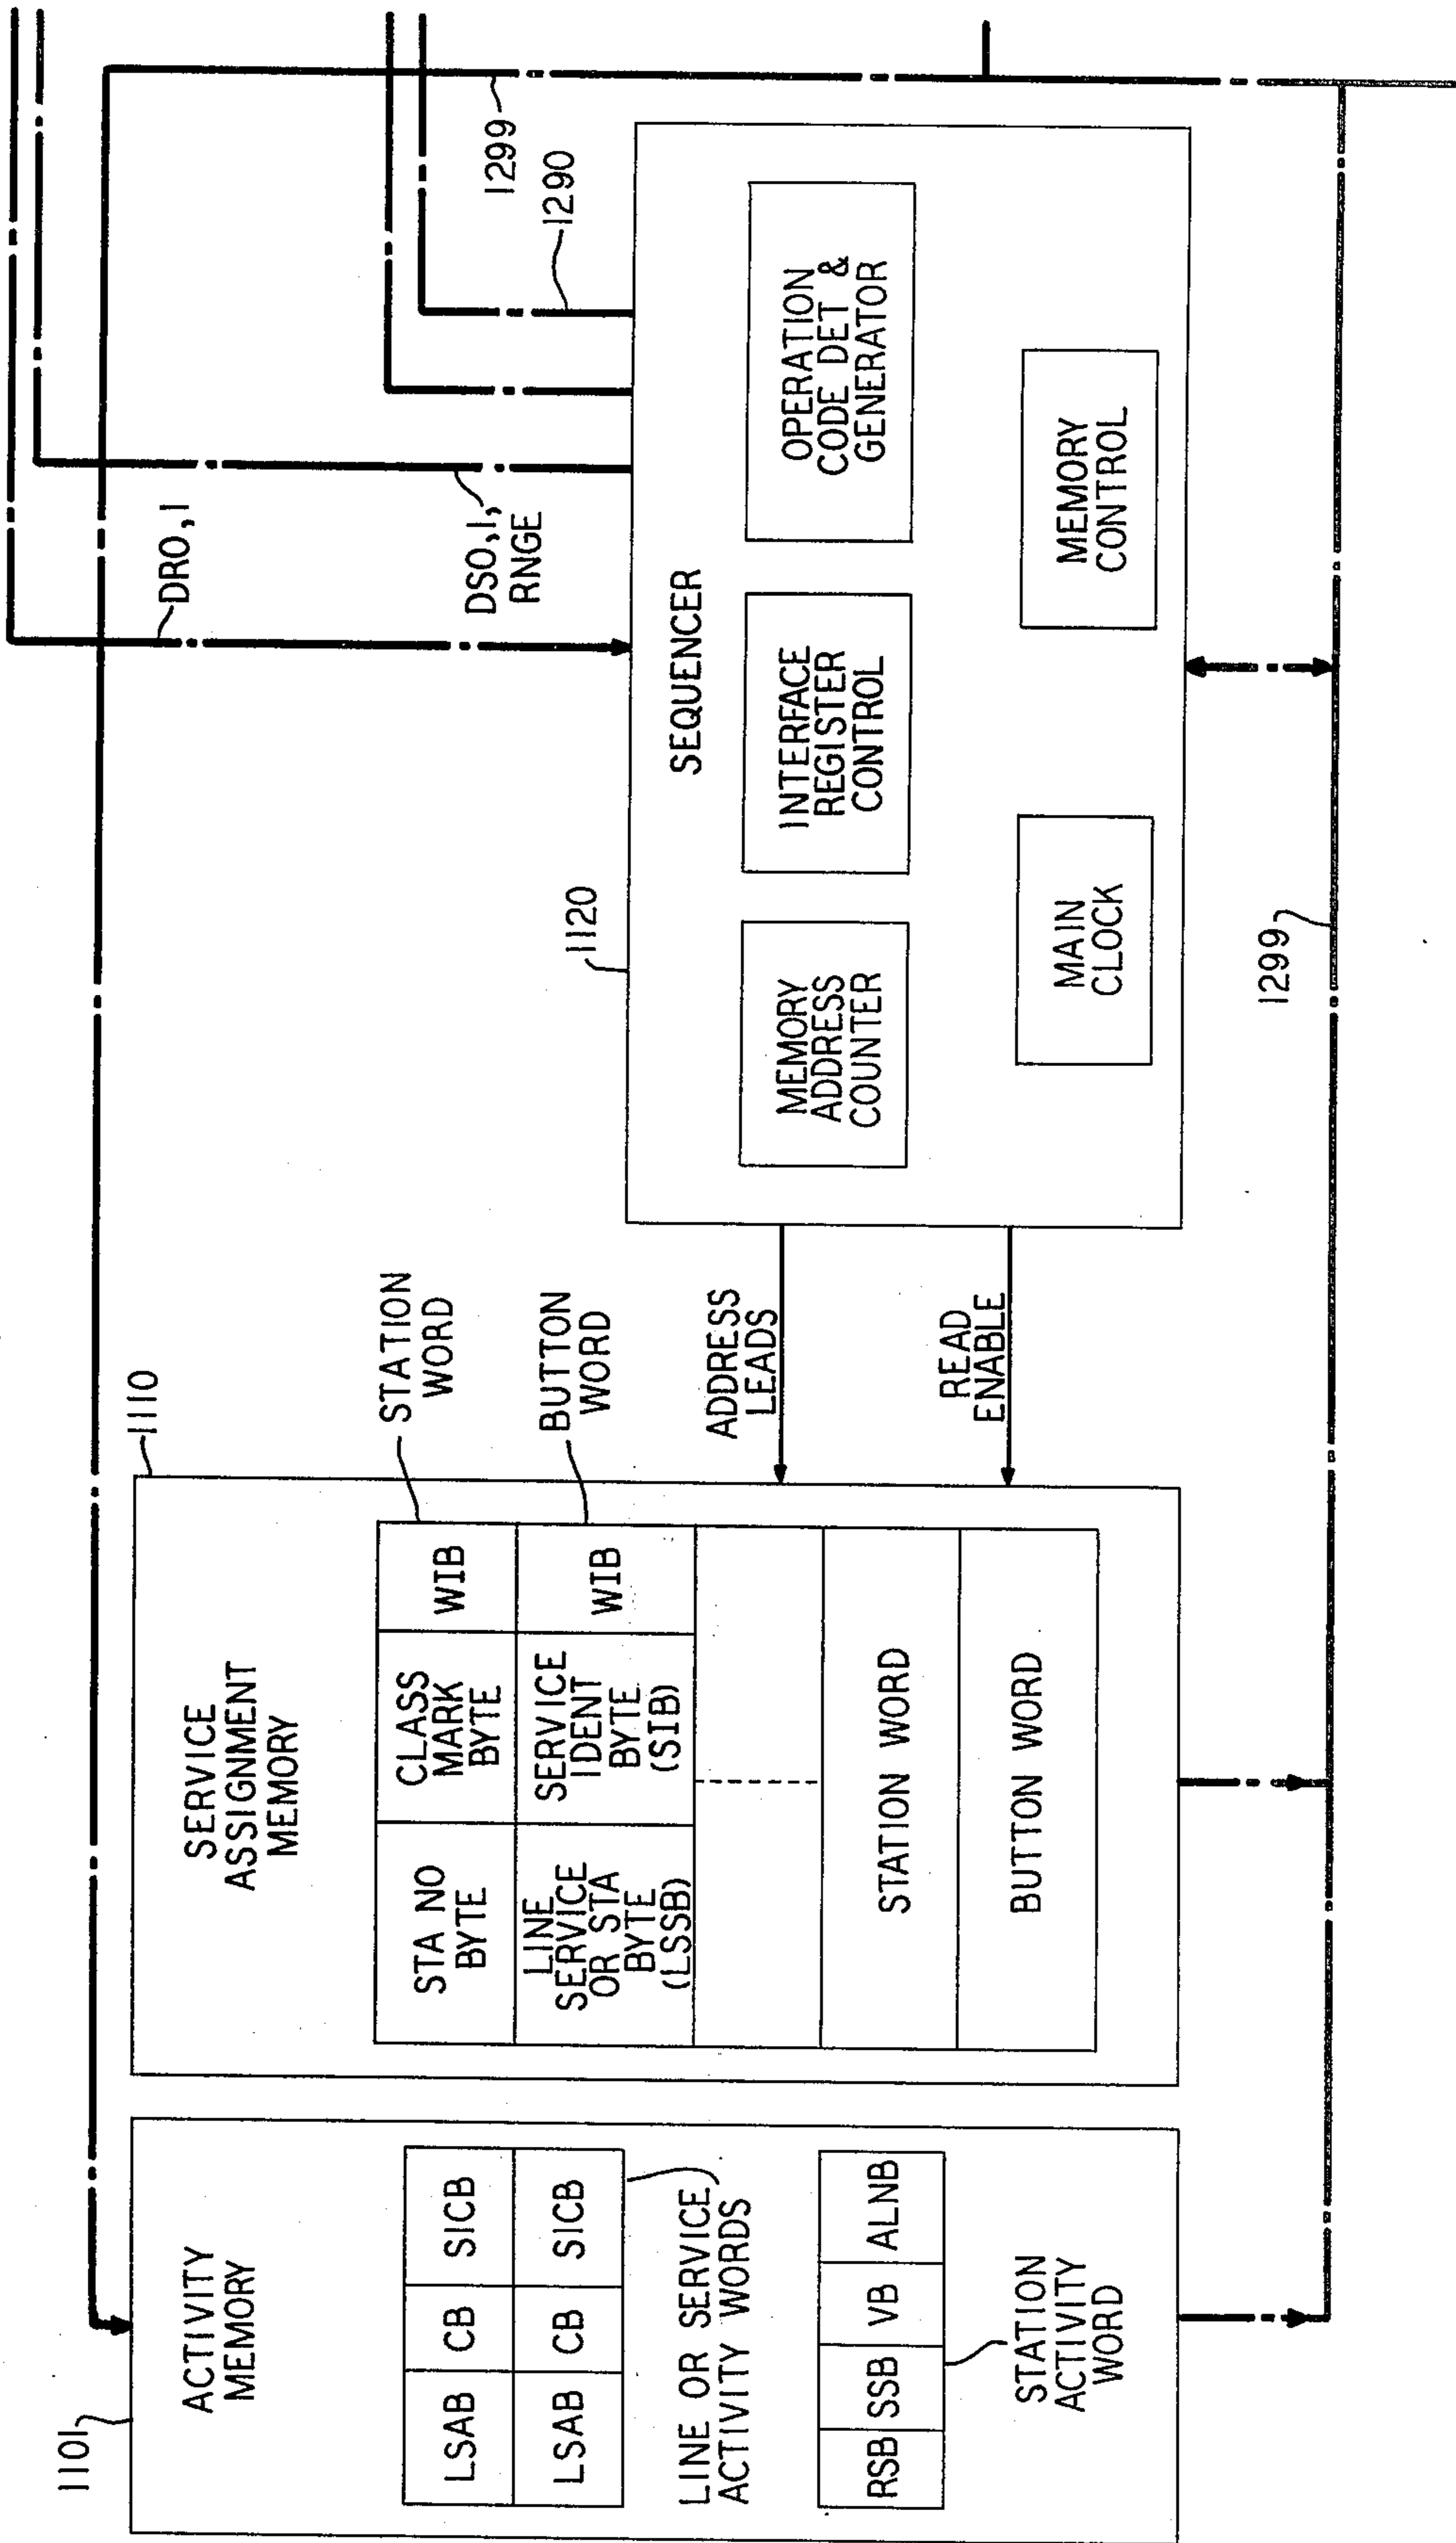 1101
ACTIVITY
MEMORY
LSAB CB SICB
LSAB CB SICB
LINE OR SERVICE
ACTIVITY WORDS
RSB SSB VB ALNB
STATION
ACTIVITY
WORD
1110
SERVICE
ASSIGNMENT
MEMORY
STA NO
BYTE
CLASS
MARK
BYTE
WIB
LINE
SERVICE
OR STA
BYTE
(LSSB)
SERVICE
IDENT
BYTE
(SIB)
WIB
STATION WORD
BUTTON WORD
STATION
WORD
BUTTON
WORD
ADDRESS
LEADS
READ
ENABLE
1120
SEQUENCER
MEMORY
ADDRESS
COUNTER
INTERFACE
REGISTER
CONTROL
OPERATION
CODE DET &
GENERATOR
MAIN
CLOCK
MEMORY
CONTROL
DR0,1
DS0,1,
RNGE
1290
1299
1299